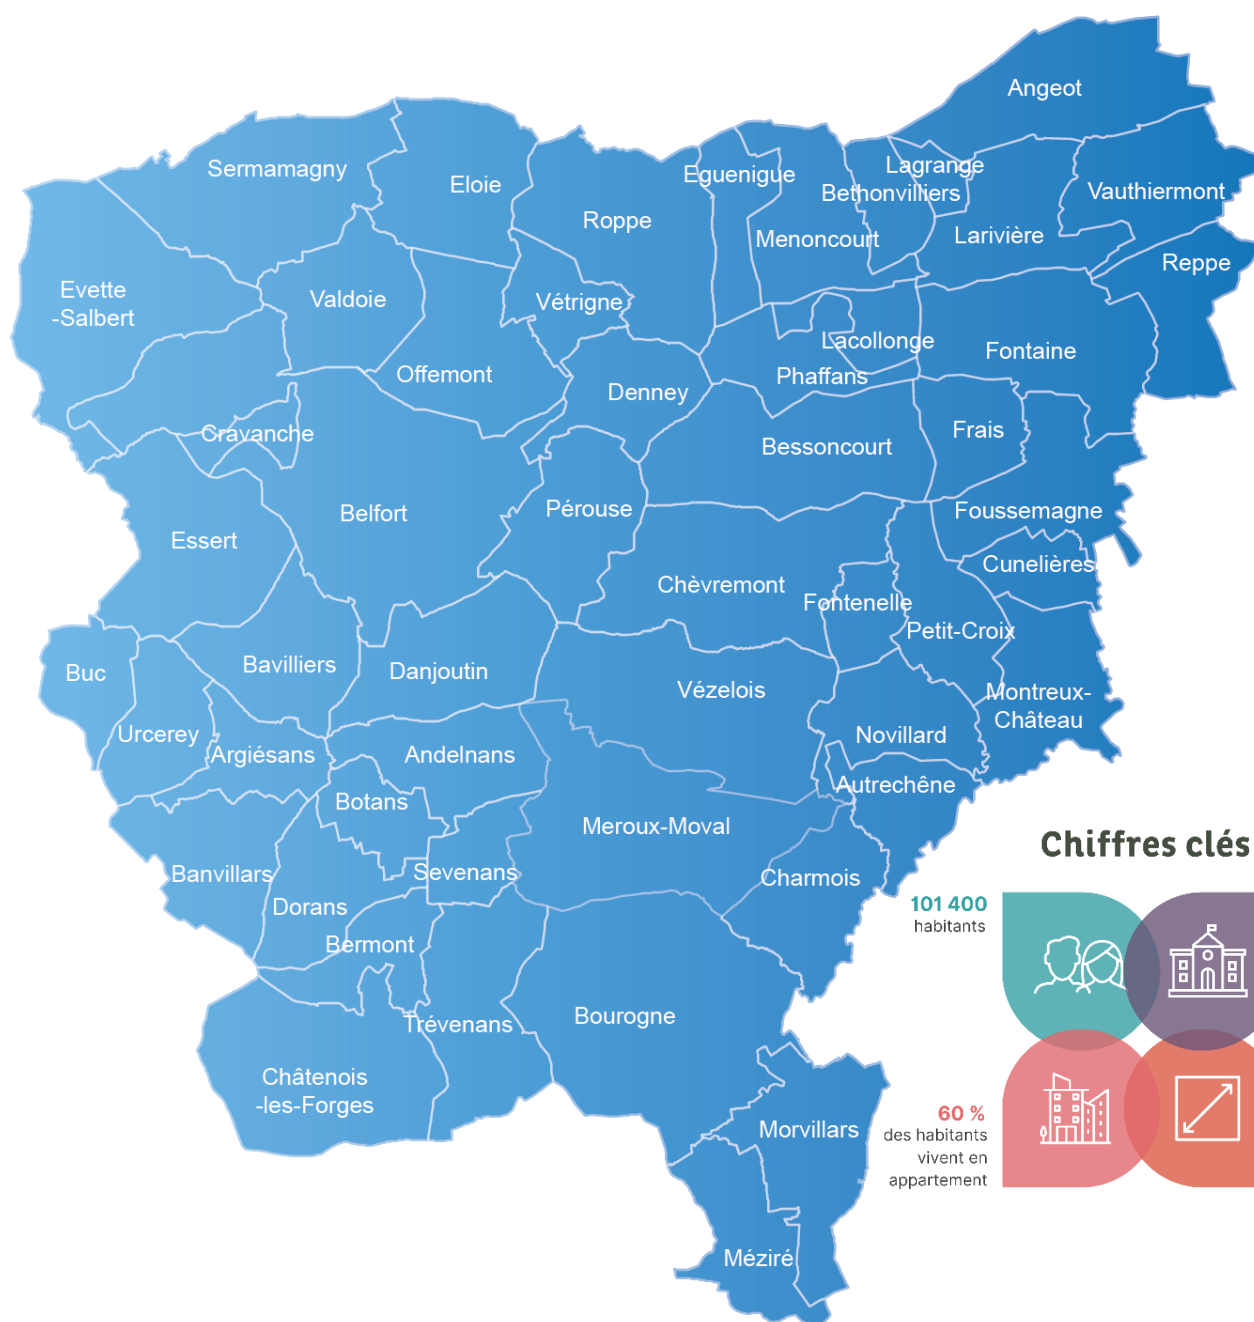 Angeot
Sermamagny
Eloie
Eguenigue
Lagrange
Bethonvilliers
Vauthiermont
Roppe
Menoncourt
Larivière
Reppe
Evette
-Salbert
Valdoie
Vétrigne
Lacollonge
Fontaine
Offemont
Denney
Phaffans
Cravanche
Bessoncourt
Frais
Belfort
Pérouse
Foussemagne
Essert
Cunelières
Chèvremont
Fontenelle
Petit-Croix
Buc
Bavilliers
Danjoutin
Vézelois
Montreux-
Château
Urcerey
Argiésans
Andelnans
Novillard
Autrechêne
Botans
Meroux-Moval
Banvillars
Sevenans
Charmois
Dorans
Bermont
Trévenans
Bourogne
Châtenois
-les-Forges
Morvillars
Méziré
Chiffres clés
101 400
habitants
60 %
des habitants
vivent en
appartement